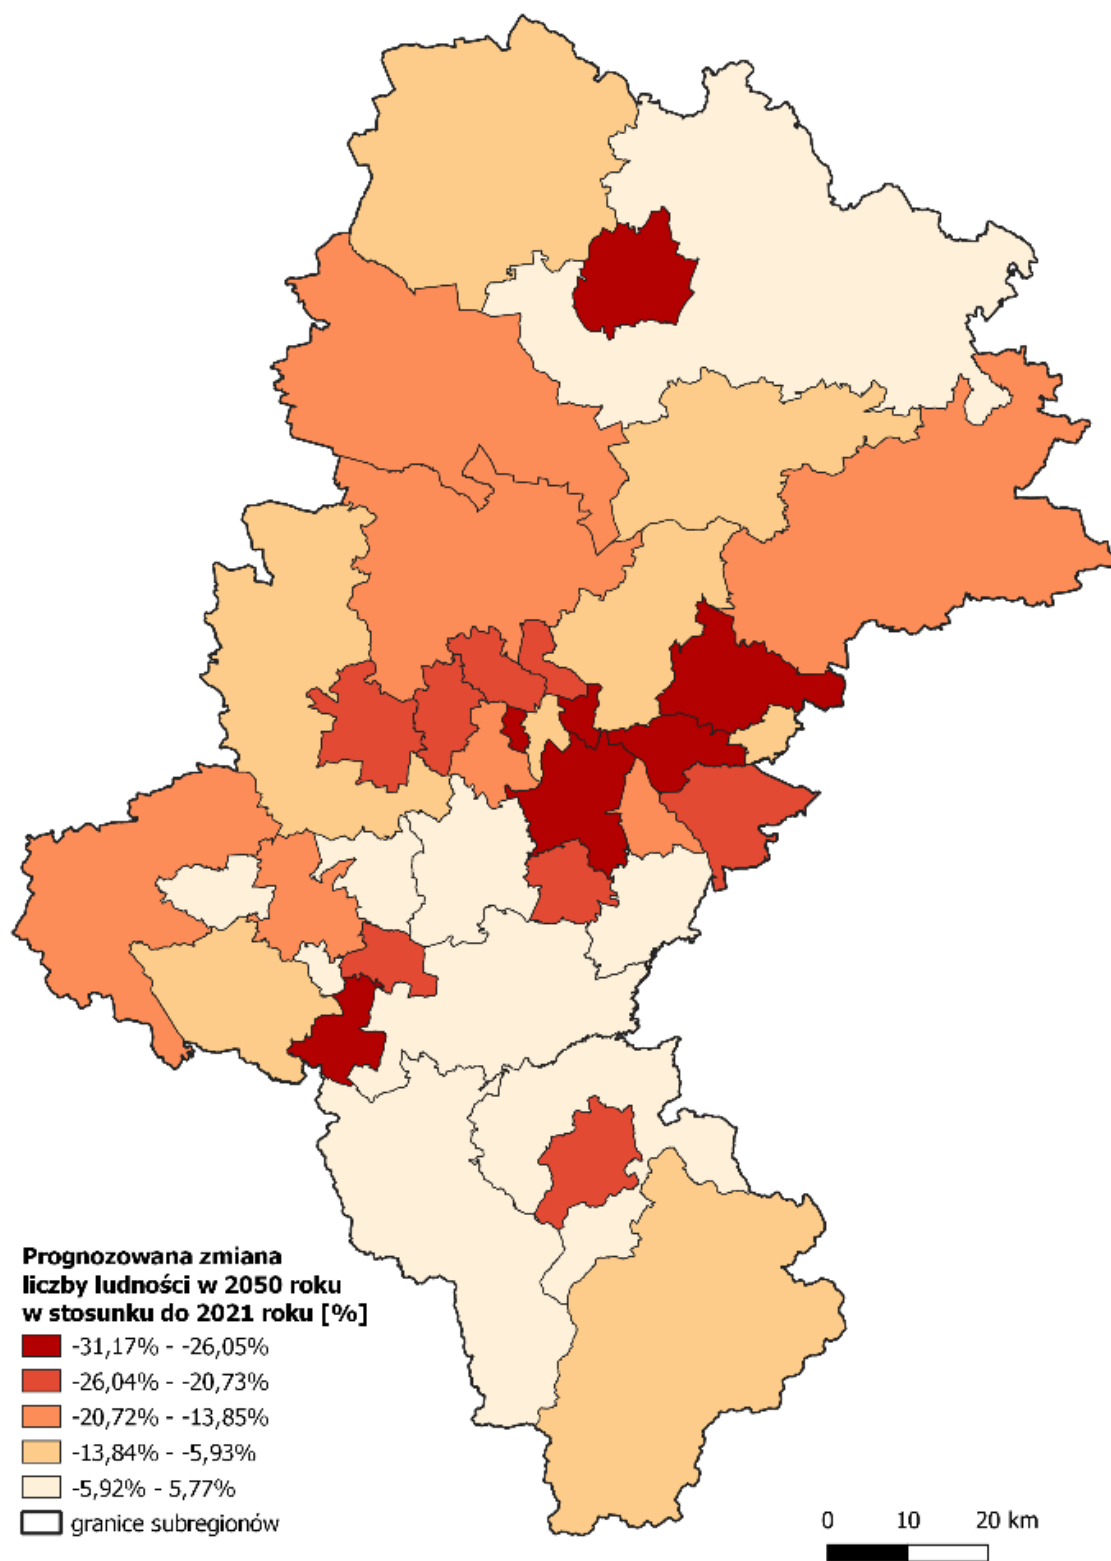 Prognozowana zmiana
liczby ludności w 2050 roku
w stosunku do 2021 roku [%]
-31,17% - -26,05%
-26,04% - -20,73%
-20,72% - -13,85%
-13,84% - -5,93%
-5,92% - 5,77%
granice subregionów
0 10 20 km